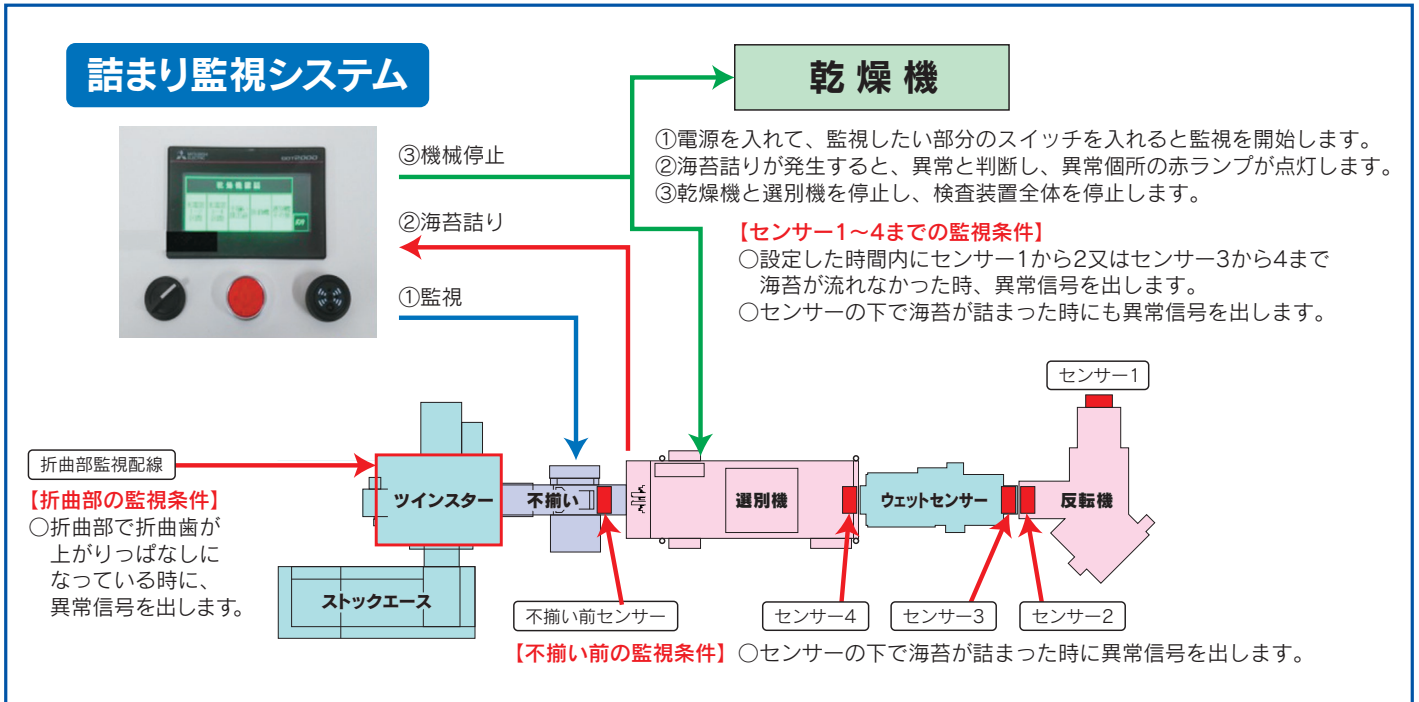 詰まり監視システム
乾燥機
③機械停止
②海苔詰り
①監視
①電源を入れて、監視したい部分のスイッチを入れると監視を開始します。
②海苔詰りが発生すると、異常と判断し、異常個所の赤ランプが点灯します。
③乾燥機と選別機を停止し、検査装置全体を停止します。
【センサー1～4までの監視条件】
○設定した時間内にセンサー1から2又はセンサー3から4まで
海苔が流れなかった時、異常信号を出します。
○センサーの下で海苔が詰まった時にも異常信号を出します。
センサー1
折曲部監視配線
【折曲部の監視条件】
○折曲部で折曲歯が
上がりっぱなしに
なっている時に、
異常信号を出します。
ツインスター
不揃い
選別機
ウェットセンサー
反転機
ストックエース
不揃い前センサー
センサー4
センサー3
センサー2
【不揃い前の監視条件】○センサーの下で海苔が詰まった時に異常信号を出します。